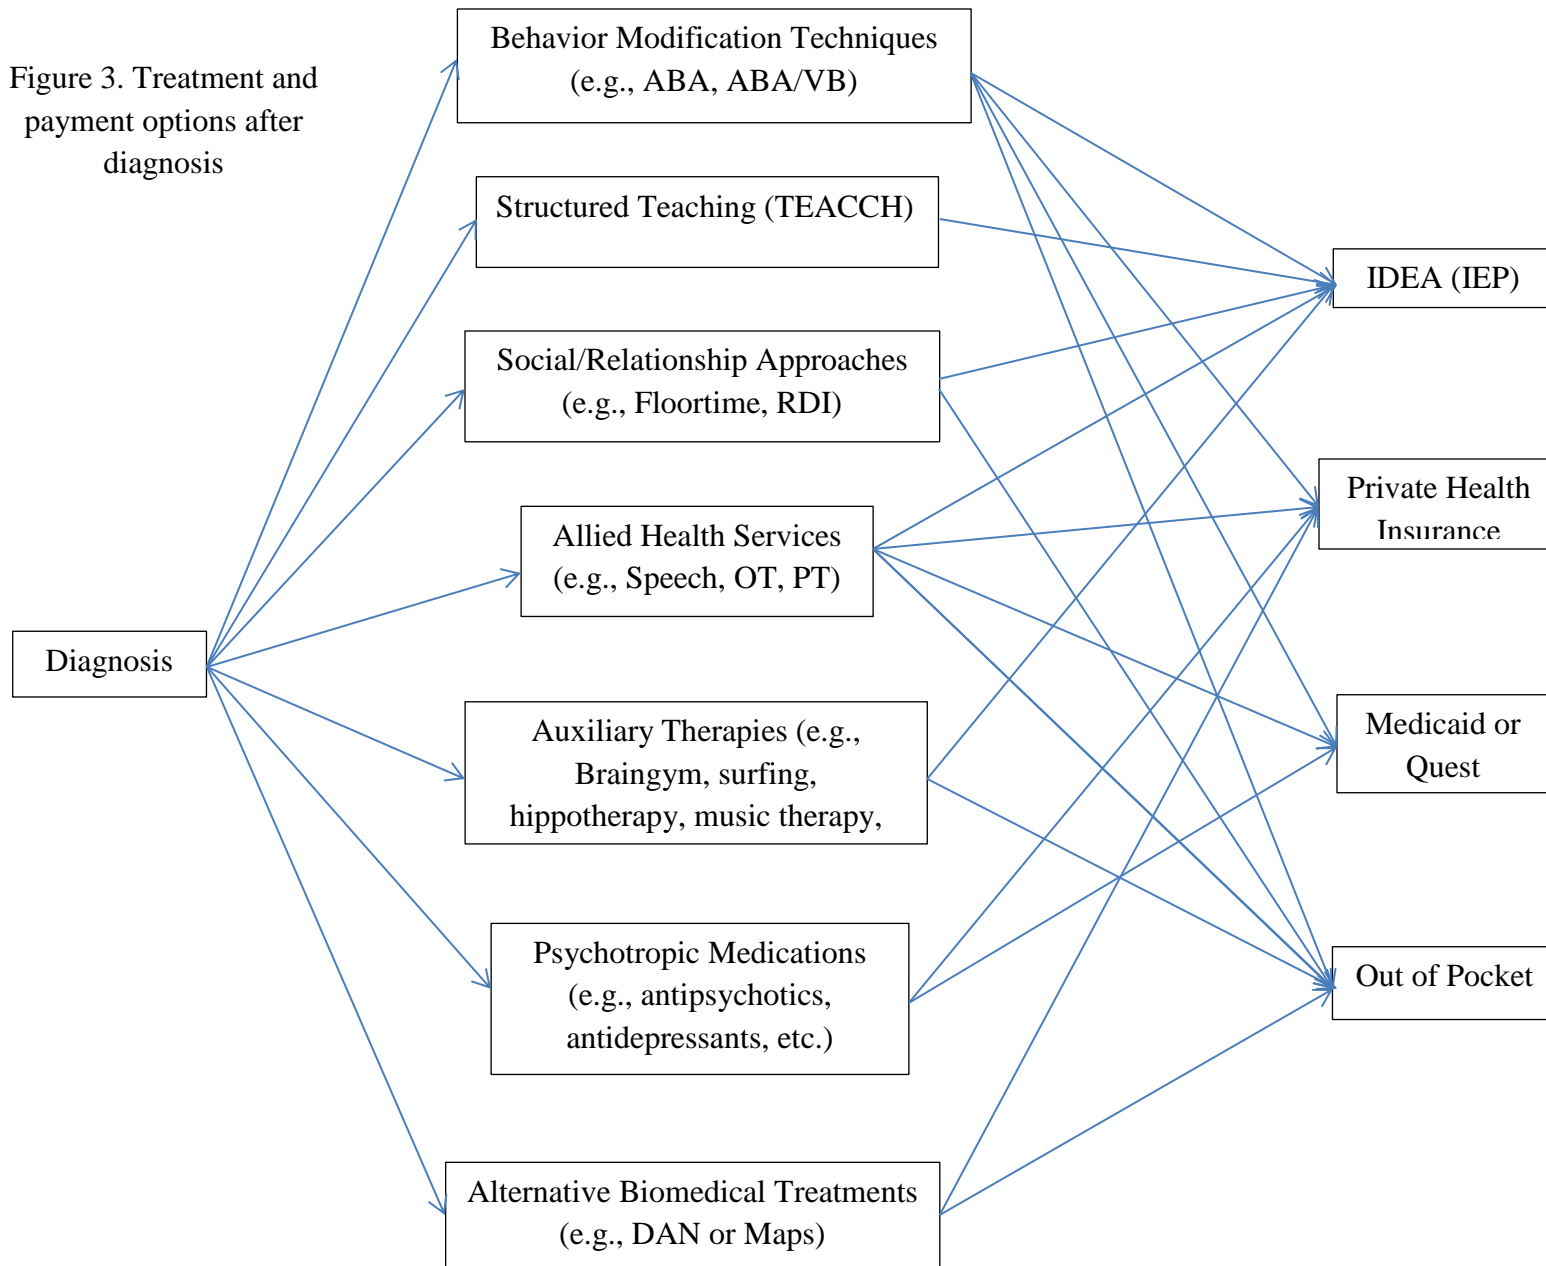 Figure 3. Treatment and
payment options after
diagnosis
Behavior Modification Techniques
(e.g., ABA, ABA/VB)
Structured Teaching (TEACCH)
Social/Relationship Approaches
(e.g., Floortime, RDI)
Allied Health Services
(e.g., Speech, OT, PT)
Diagnosis
Auxiliary Therapies (e.g.,
Braingym, surfing,
hippotherapy, music therapy,
Psychotropic Medications
(e.g., antipsychotics,
antidepressants, etc.)
Alternative Biomedical Treatments
(e.g., DAN or Maps)
IDEA (IEP)
Private Health
Insurance
Medicaid or
Quest
Out of Pocket